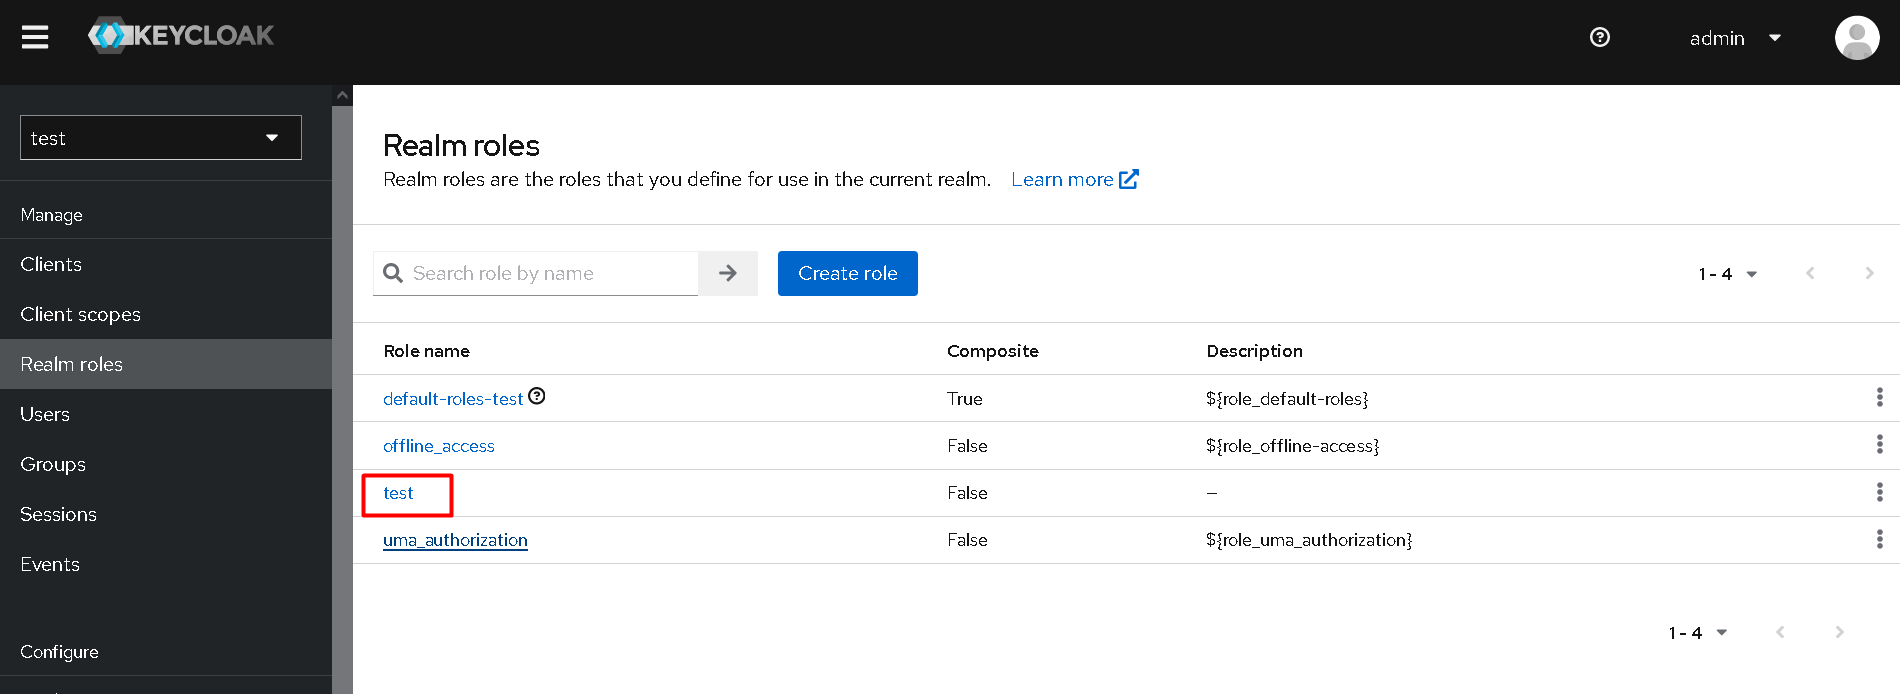 KEYCLOAK
admin
test
Manage
Clients
Client scopes
Realm roles
Users
Groups
Sessions
Events
Configure
Realm roles
Realm roles are the roles that you define for use in the current realm. Learn more
Search role by name
Create role
1 - 4
Role name Composite Description
default-roles-test True ${role_default-roles}
offline_access False ${role_offline-access}
test False –
uma_authorization False ${role_uma_authorization}
1 - 4